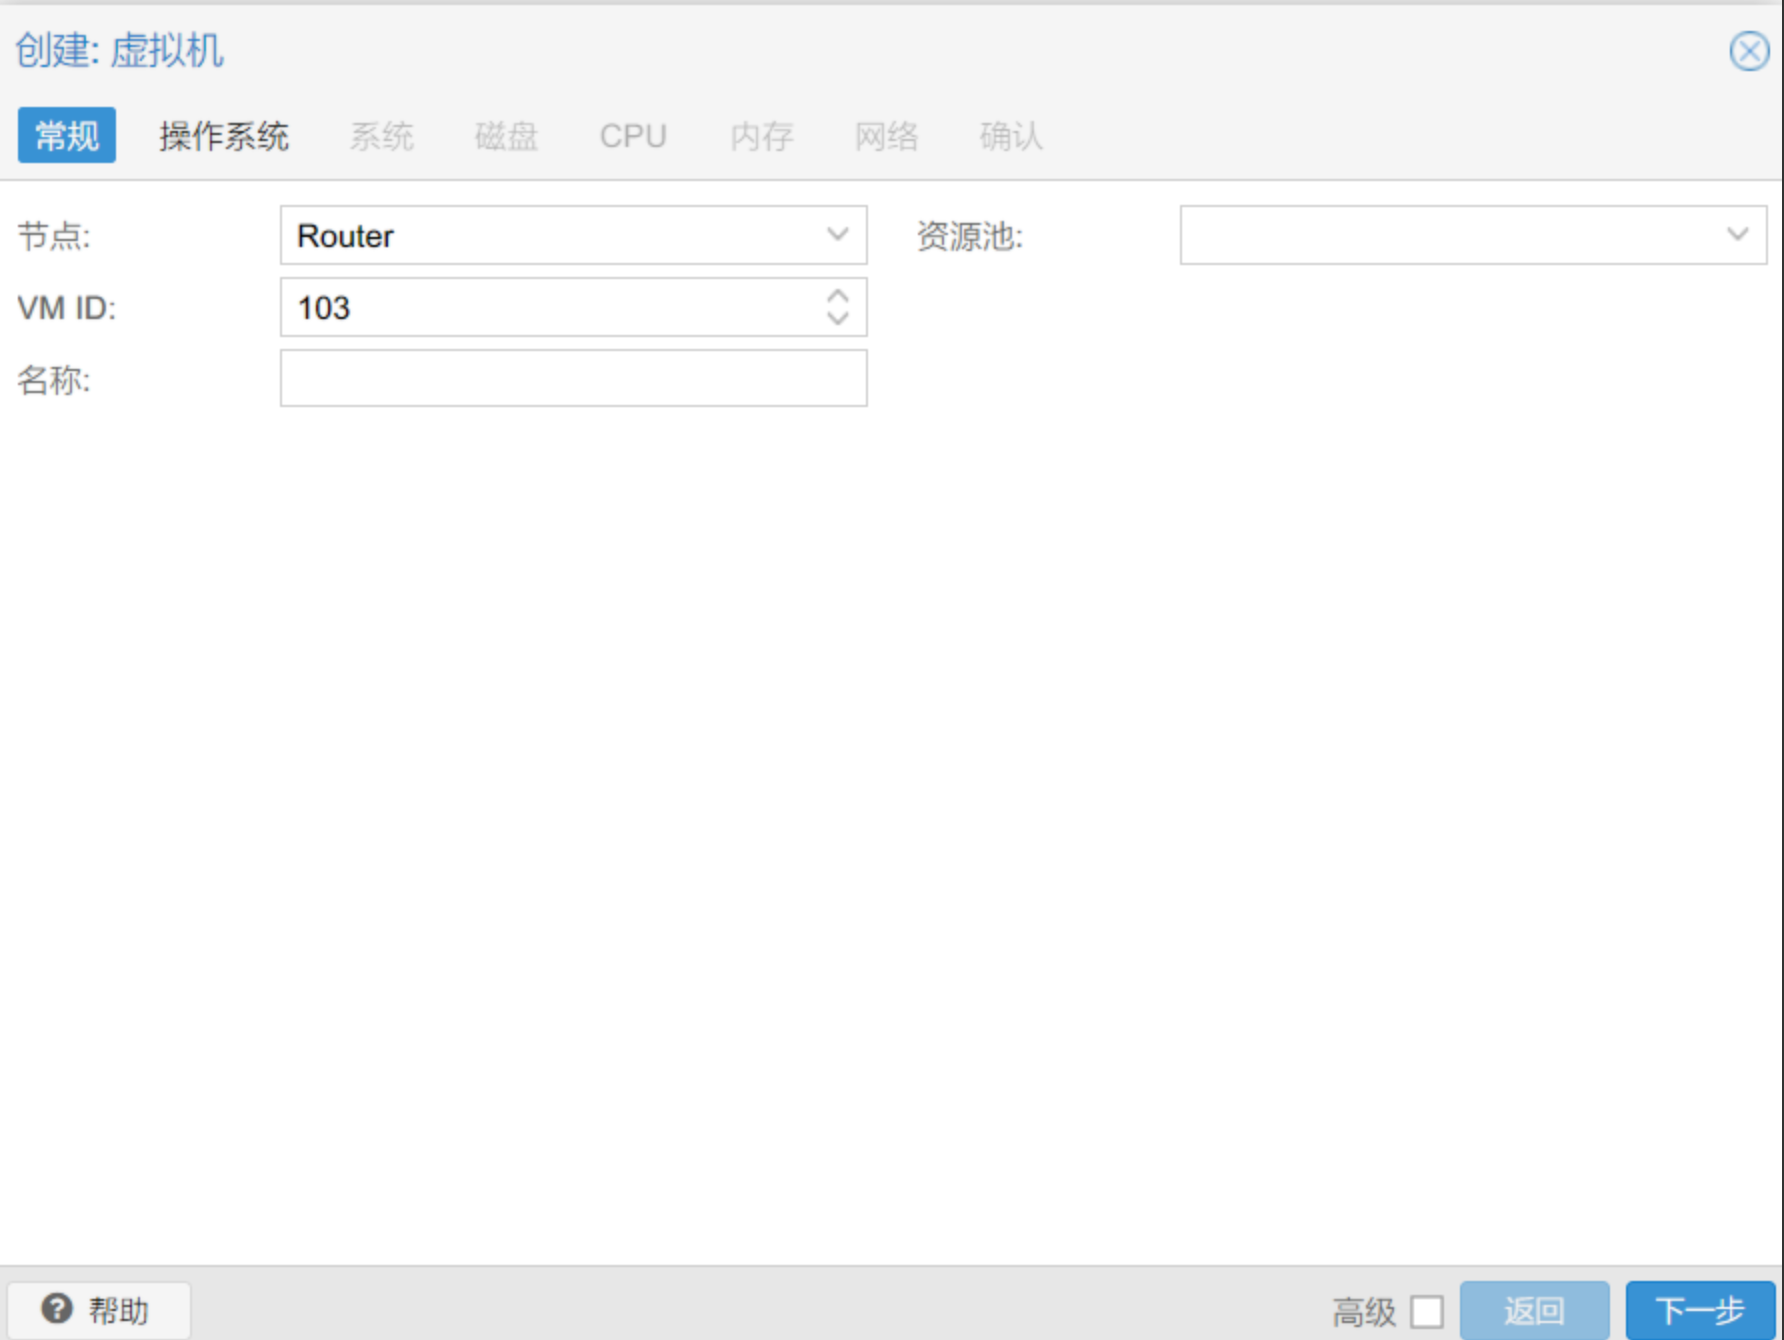 创建: 虚拟机
常规 操作系统 系统 磁盘 CPU 内存 网络 确认
节点: Router 资源池:
VM ID: 103
名称:
帮助 高级 返回 下一步